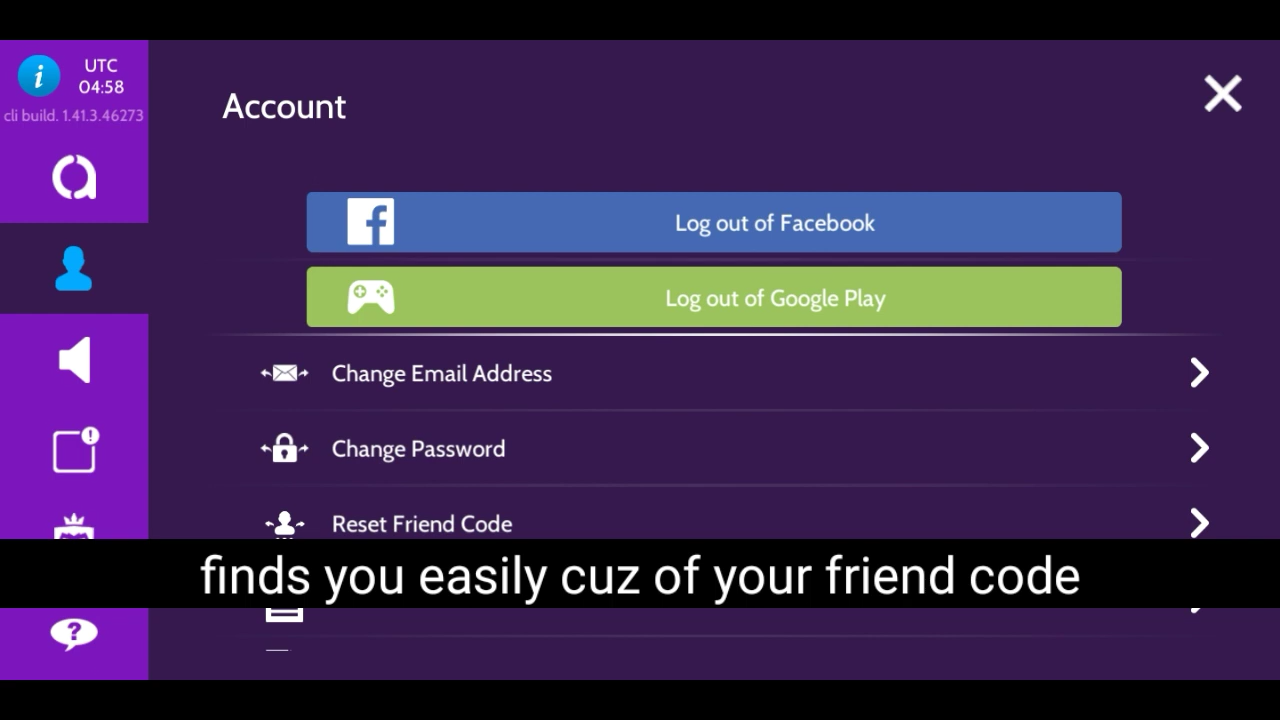 UTC
04:58
cli build. 1.41.3.46273
Account
Log out of Facebook
Log out of Google Play
Change Email Address
Change Password
Reset Friend Code
finds you easily cuz of your friend code